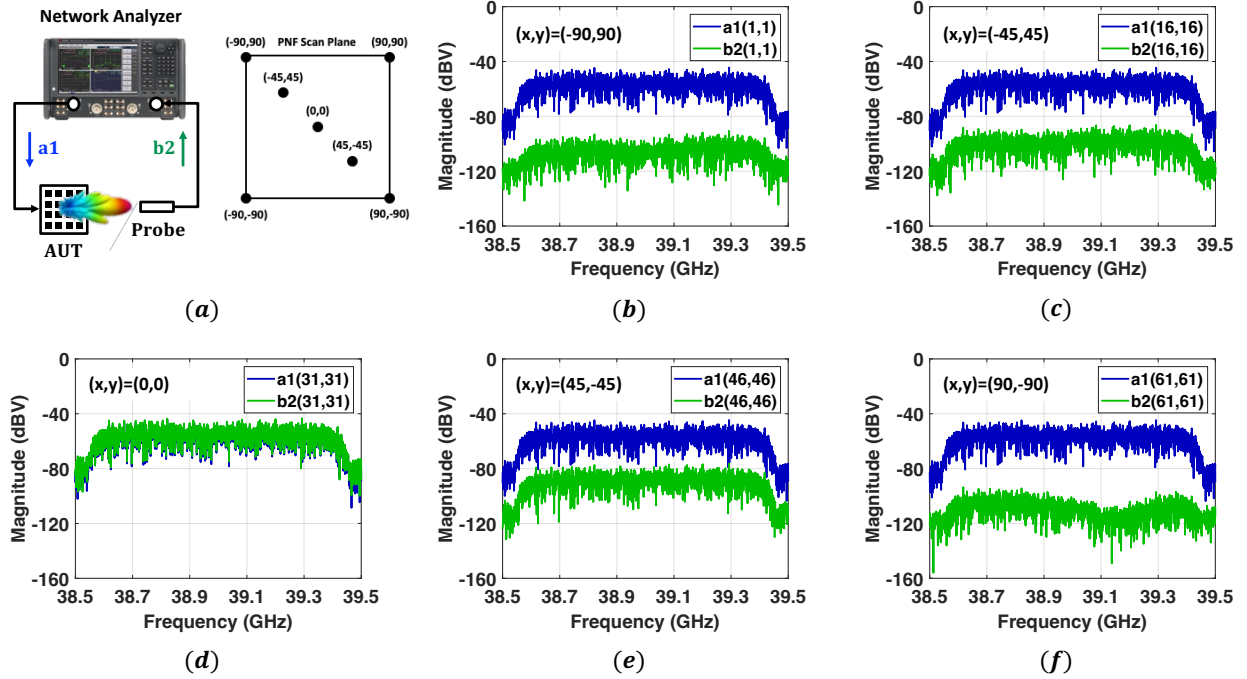 Network Analyzer
a1
b2
AUT
Probe
PNF Scan Plane
(-90,90)
(90,90)
(-45,45)
(0,0)
(45,-45)
(-90,-90)
(90,-90)
(a)
(x,y)=(-90,90)
a1(1,1)
b2(1,1)
Magnitude (dBV)
0
-40
-80
-120
-160
38.5 38.7 38.9 39.1 39.3 39.5
Frequency (GHz)
(b)
(x,y)=(-45,45)
a1(16,16)
b2(16,16)
Magnitude (dBV)
0
-40
-80
-120
-160
38.5 38.7 38.9 39.1 39.3 39.5
Frequency (GHz)
(c)
(x,y)=(0,0)
a1(31,31)
b2(31,31)
Magnitude (dBV)
0
-40
-80
-120
-160
38.5 38.7 38.9 39.1 39.3 39.5
Frequency (GHz)
(d)
(x,y)=(45,-45)
a1(46,46)
b2(46,46)
Magnitude (dBV)
0
-40
-80
-120
-160
38.5 38.7 38.9 39.1 39.3 39.5
Frequency (GHz)
(e)
(x,y)=(90,-90)
a1(61,61)
b2(61,61)
Magnitude (dBV)
0
-40
-80
-120
-160
38.5 38.7 38.9 39.1 39.3 39.5
Frequency (GHz)
(f)